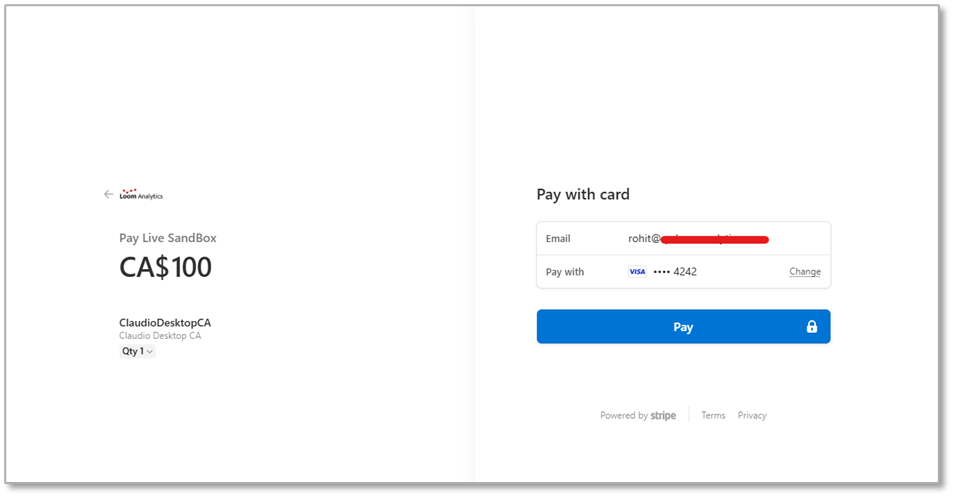 Loom Analytics
Pay Live SandBox
CA$100
ClaudioDesktopCA
Claudio Desktop CA
Qty 1
Pay with card
Email rohit@
Pay with VISA •••• 4242 Change
Pay
Powered by stripe Terms Privacy